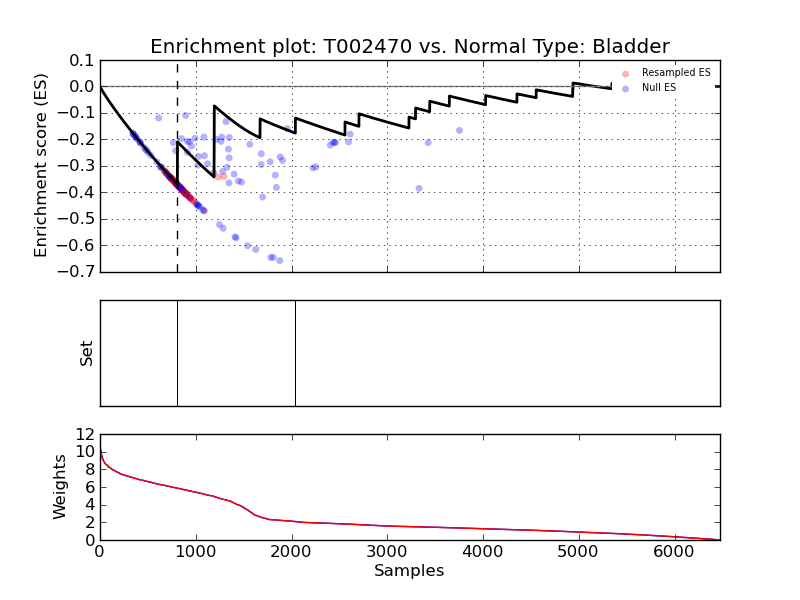 Enrichment plot: T002470 vs. Normal Type: Bladder
Enrichment score (ES)
0.1
0.0
−0.1
−0.2
−0.3
−0.4
−0.5
−0.6
−0.7
Resampled ES
Null ES
Set
Weights
12
10
8
6
4
2
0
0 1000 2000 3000 4000 5000 6000
Samples